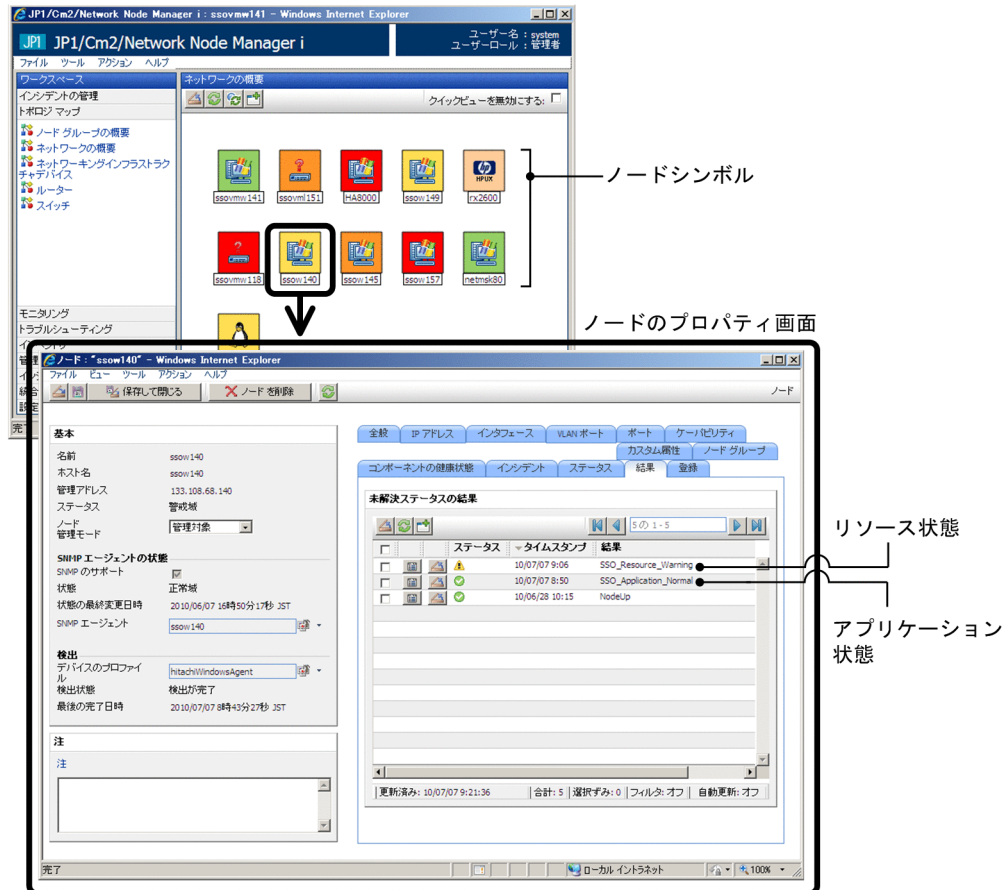 JP1/Cm2/Network Node Manager i : ssovmw141 - Windows Internet Explorer
JP1 JP1/Cm2/Network Node Manager i
ユーザー名 : system
ユーザーロール : 管理者
ファイル ツール アクション ヘルプ
ワークスペース
インシデントの管理
トポロジ マップ
ノード グループの概要
ネットワークの概要
ネットワーキングインフラストラク
チャデバイス
ルーター
スイッチ
モニタリング
トラブルシューティング
ネットワークの概要
クイックビューを無効にする:
ssovmw141 ssovml151 HA8000 ssow149 rx2600
HPUX
ssovmw118 ssow140 ssow145 ssow157 netmsk80
ノードシンボル
ノードのプロパティ画面
管理
統合
設定
完了
ノード : "ssow140" - Windows Internet Explorer
ファイル ビュー ツール アクション ヘルプ
保存して閉じる ノード を削除
ノード
基本
名前 ssow140
ホスト名 ssow140
管理アドレス 133.108.68.140
ステータス 警戒域
ノード
管理モード 管理対象
SNMP エージェントの状態
SNMP のサポート
状態 正常域
状態の最終変更日時 2010/06/07 16時50分17秒 JST
SNMP エージェント ssow140
検出
デバイスのプロファイ
ル hitachiWindowsAgent
検出状態 検出が完了
最後の完了日時 2010/07/07 8時43分27秒 JST
注
注
全般 IP アドレス インタフェース VLAN ポート ポート ケーパビリティ
カスタム属性 ノード グループ
コンポーネントの健康状態 インシデント ステータス 結果 登録
未解決ステータスの結果
5 の 1 - 5
ステータス タイムスタンプ 結果
10/07/07 9:06 SSO_Resource_Warning
10/07/07 8:50 SSO_Application_Normal
10/06/28 10:15 NodeUp
更新済み: 10/07/07 9:21:36 合計: 5 選択ずみ: 0 フィルタ: オフ 自動更新: オフ
リソース状態
アプリケーション
状態
完了
ローカル イントラネット
100%